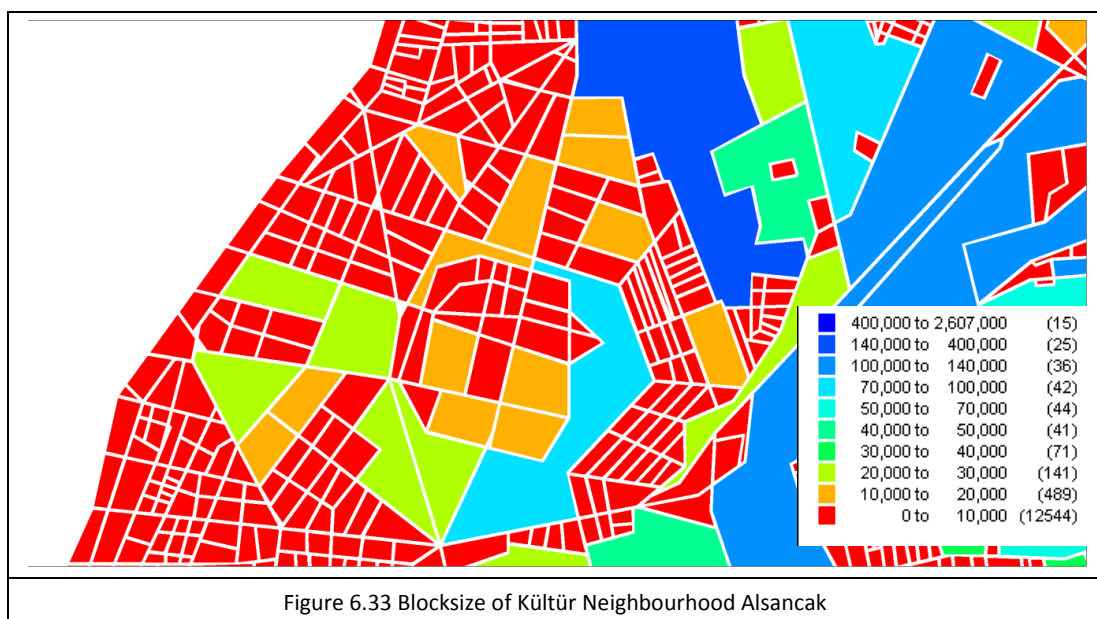 400,000 to 2,607,000 (15)
140,000 to 400,000 (25)
100,000 to 140,000 (36)
70,000 to 100,000 (42)
50,000 to 70,000 (44)
40,000 to 50,000 (41)
30,000 to 40,000 (71)
20,000 to 30,000 (141)
10,000 to 20,000 (489)
0 to 10,000 (12544)
Figure 6.33 Blocksize of Kültür Neighbourhood Alsancak